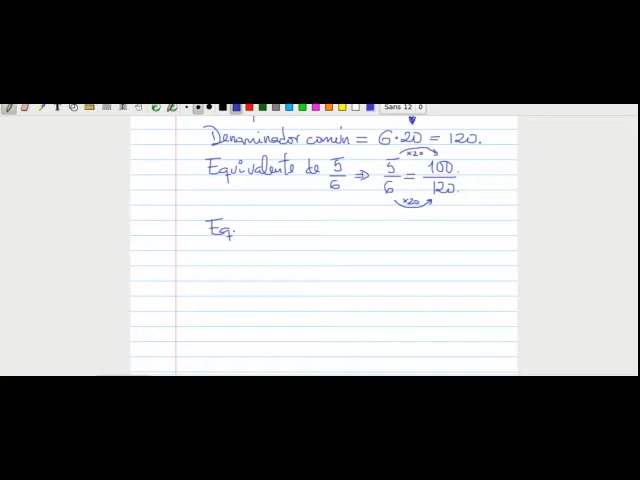 Sans 12
Denominador común = 6·20 = 120.
Equivalente de 5/6 ⇒ 5/6 = 100/120.
×20
×20
Eq.